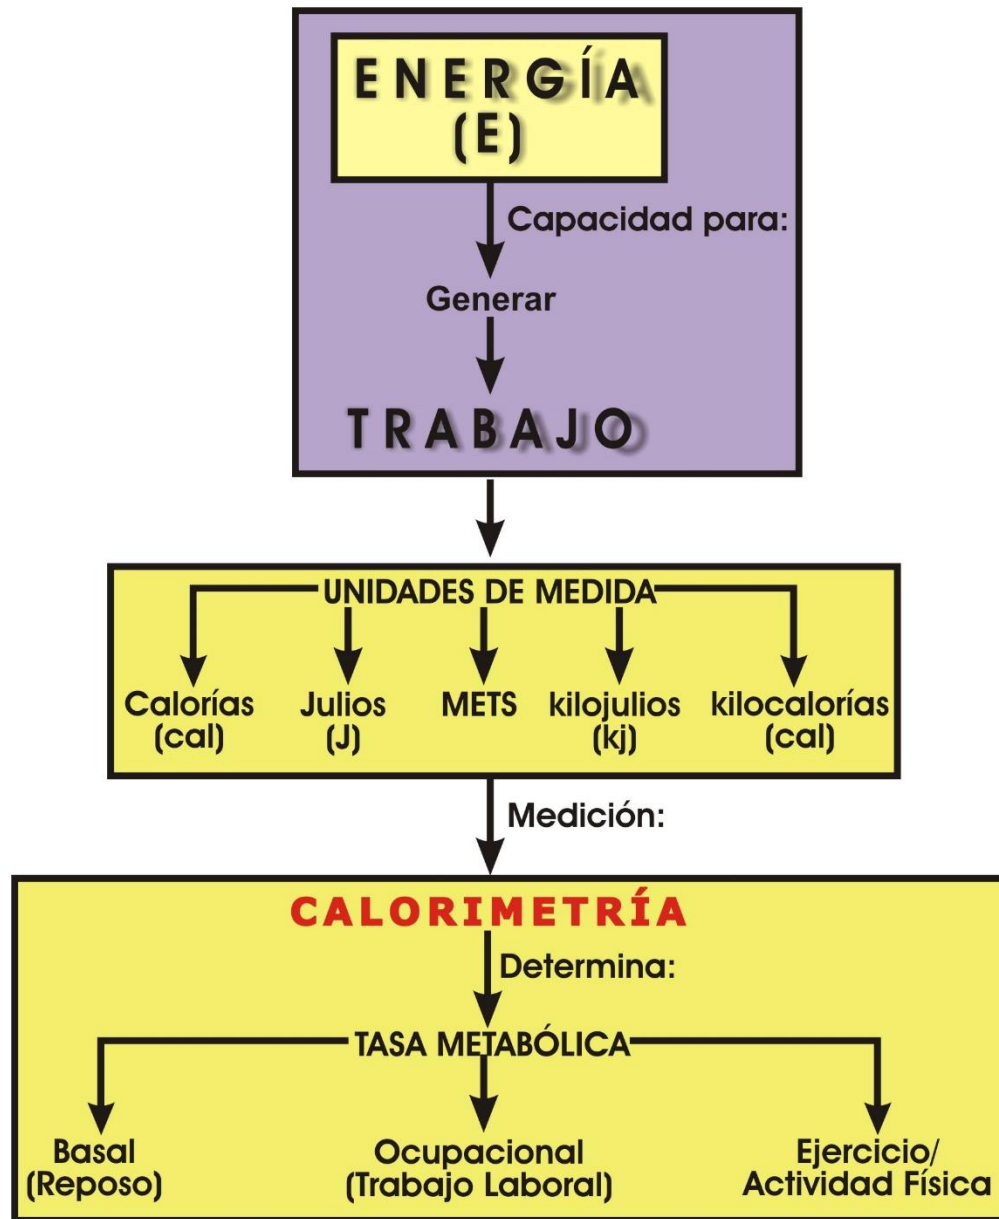 ENERGÍA
(E)
Capacidad para:
Generar
TRABAJO
UNIDADES DE MEDIDA
Calorías
(cal)
Julios
(J)
METS
kilojulios
(kj)
kilocalorías
(cal)
Medición:
CALORIMETRÍA
Determina:
TASA METABÓLICA
Basal
(Reposo)
Ocupacional
(Trabajo Laboral)
Ejercicio/
Actividad Física